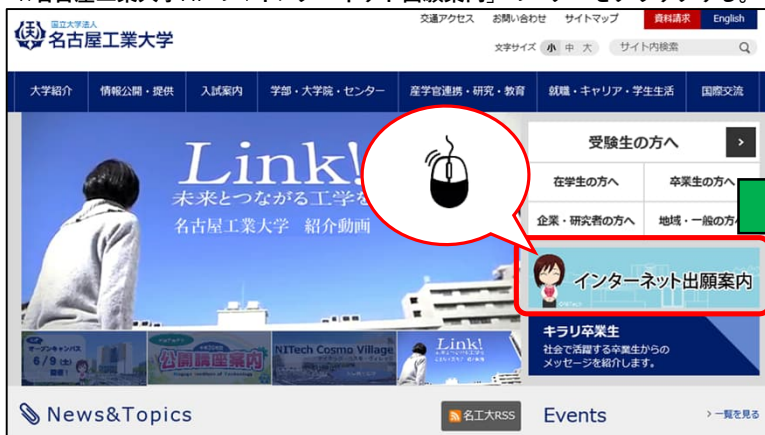 国立大学法人
名古屋工業大学
交通アクセス お問い合わせ サイトマップ 資料請求 English
文字サイズ 小 中 大 サイト内検索
大学紹介 情報公開・提供 入試案内 学部・大学院・センター 産学官連携・研究・教育 就職・キャリア・学生生活 国際交流
Link!
未来とつながる工学を
名古屋工業大学 紹介動画
受験生の方へ
在学生の方へ 卒業生の方へ
企業・研究者の方へ 地域・一般の方
インターネット出願案内
キラリ卒業生
社会で活躍する卒業生からの
メッセージを紹介します。
オープンキャンパス
6/9(土)
開催!
公開講座案内
Nagoya Institute of Technology
NITech Cosmo Village
Link!
News&Topics
名工大RSS
Events
一覧を見る